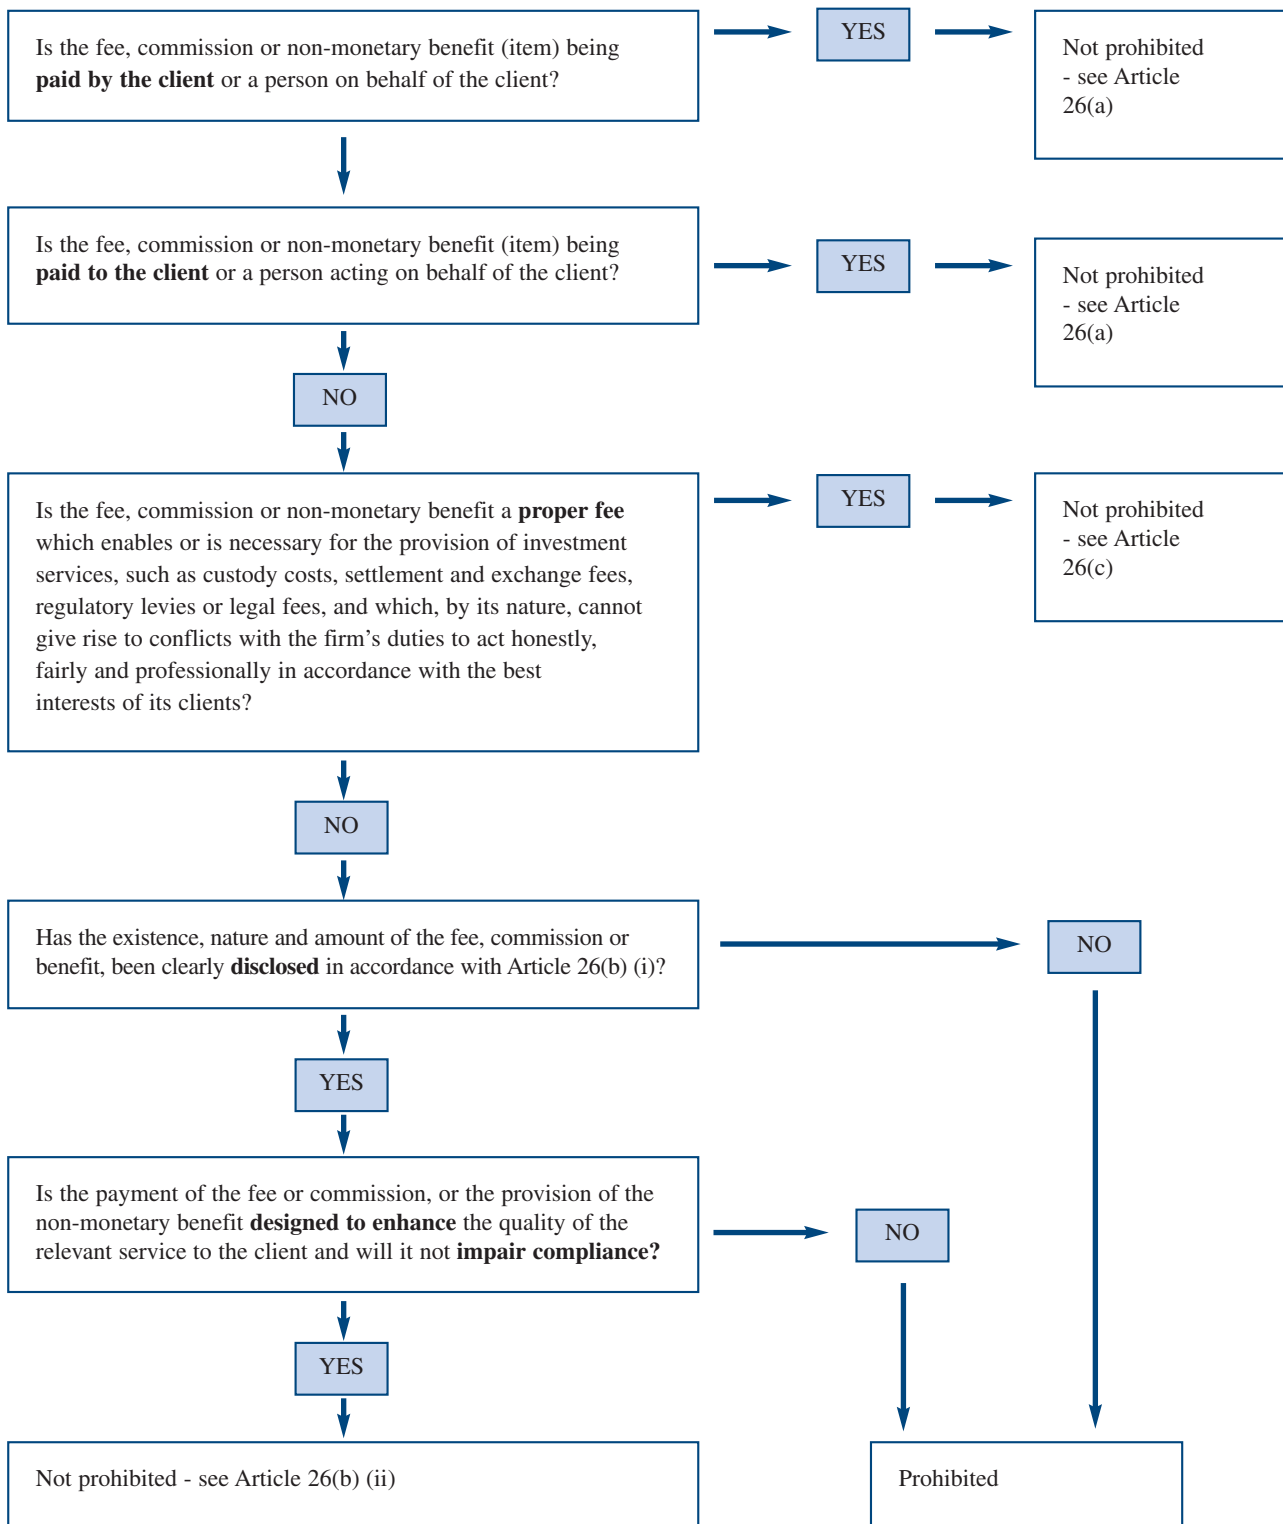 Is the fee, commission or non-monetary benefit (item) being
paid by the client or a person on behalf of the client?
YES
Not prohibited
- see Article
26(a)
Is the fee, commission or non-monetary benefit (item) being
paid to the client or a person acting on behalf of the client?
YES
Not prohibited
- see Article
26(a)
NO
Is the fee, commission or non-monetary benefit a proper fee
which enables or is necessary for the provision of investment
services, such as custody costs, settlement and exchange fees,
regulatory levies or legal fees, and which, by its nature, cannot
give rise to conflicts with the firm’s duties to act honestly,
fairly and professionally in accordance with the best
interests of its clients?
YES
Not prohibited
- see Article
26(c)
NO
Has the existence, nature and amount of the fee, commission or
benefit, been clearly disclosed in accordance with Article 26(b) (i)?
NO
YES
Is the payment of the fee or commission, or the provision of the
non-monetary benefit designed to enhance the quality of the
relevant service to the client and will it not impair compliance?
NO
YES
Not prohibited - see Article 26(b) (ii)
Prohibited